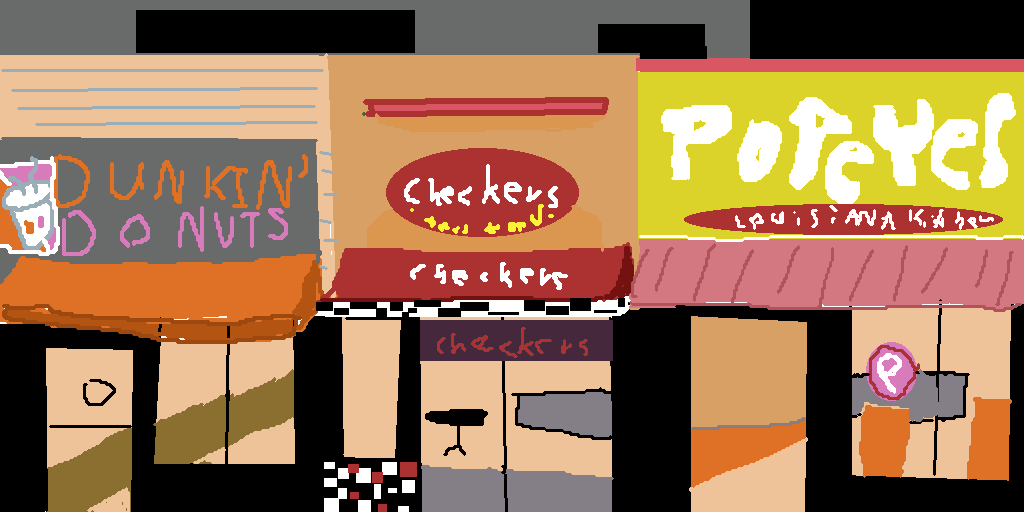 DUNKIN'
DONUTS
Checkers
checkers
checkers
POPeYes
LOUISIANA Kitchen
P